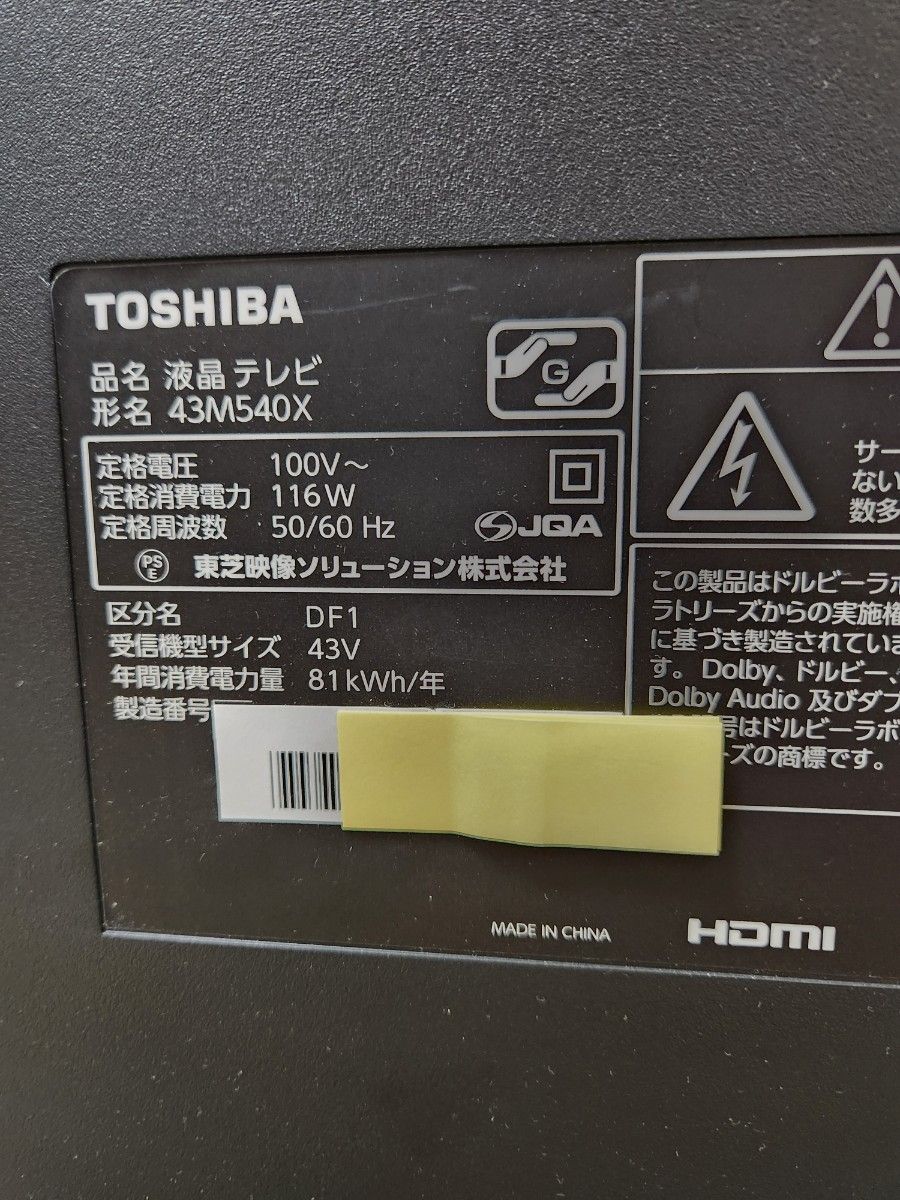 TOSHIBA
品名 液晶 テレビ
形名 43M540X
G
定格電圧 100V～
定格消費電力 116W
定格周波数 50/60 Hz
JQA
PS
E
東芝映像ソリューション株式会社
区分名 DF1
受信機型サイズ 43V
年間消費電力量 81kWh/年
製造番号
サー
ない
数多
この製品はドルビーラボ
ラトリーズからの実施権
に基づき製造されていま
す。Dolby、ドルビー、
Dolby Audio 及びダブ
号はドルビーラボ
ーズの商標です。
MADE IN CHINA
HDMI